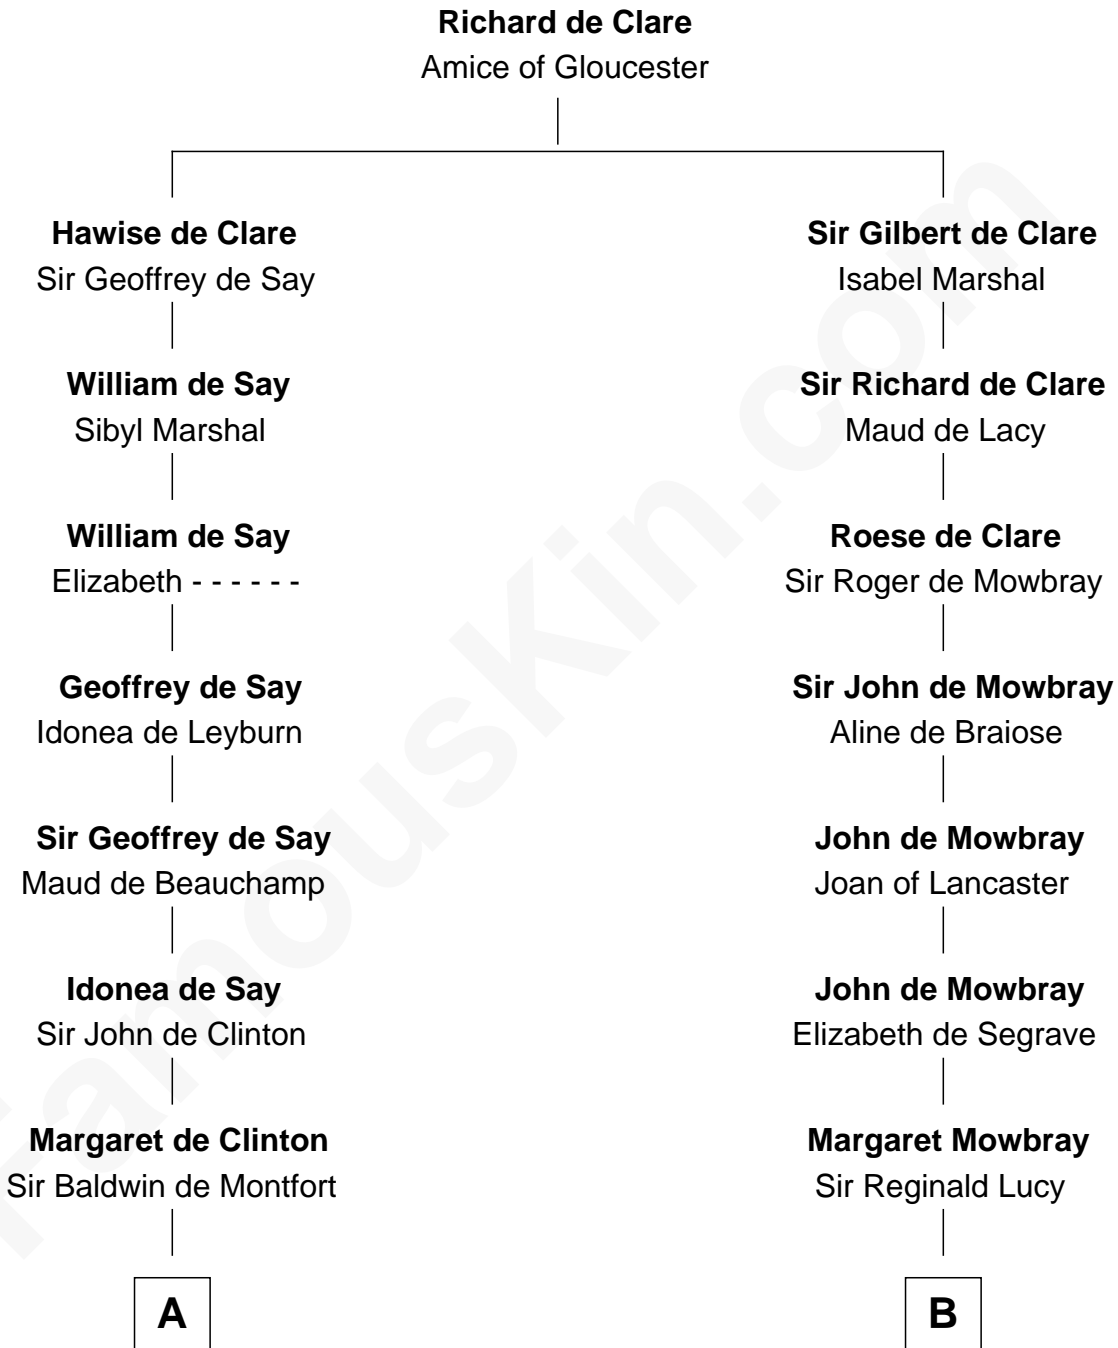 Richard de Clare
Amice of Gloucester
Hawise de Clare
Sir Geoffrey de Say
William de Say
Sibyl Marshal
William de Say
Elizabeth - - - - - -
Geoffrey de Say
Idonea de Leyburn
Sir Geoffrey de Say
Maud de Beauchamp
Idonea de Say
Sir John de Clinton
Margaret de Clinton
Sir Baldwin de Montfort
A
Sir Gilbert de Clare
Isabel Marshal
Sir Richard de Clare
Maud de Lacy
Roese de Clare
Sir Roger de Mowbray
Sir John de Mowbray
Aline de Braiose
John de Mowbray
Joan of Lancaster
John de Mowbray
Elizabeth de Segrave
Margaret Mowbray
Sir Reginald Lucy
B
FamousKin.com